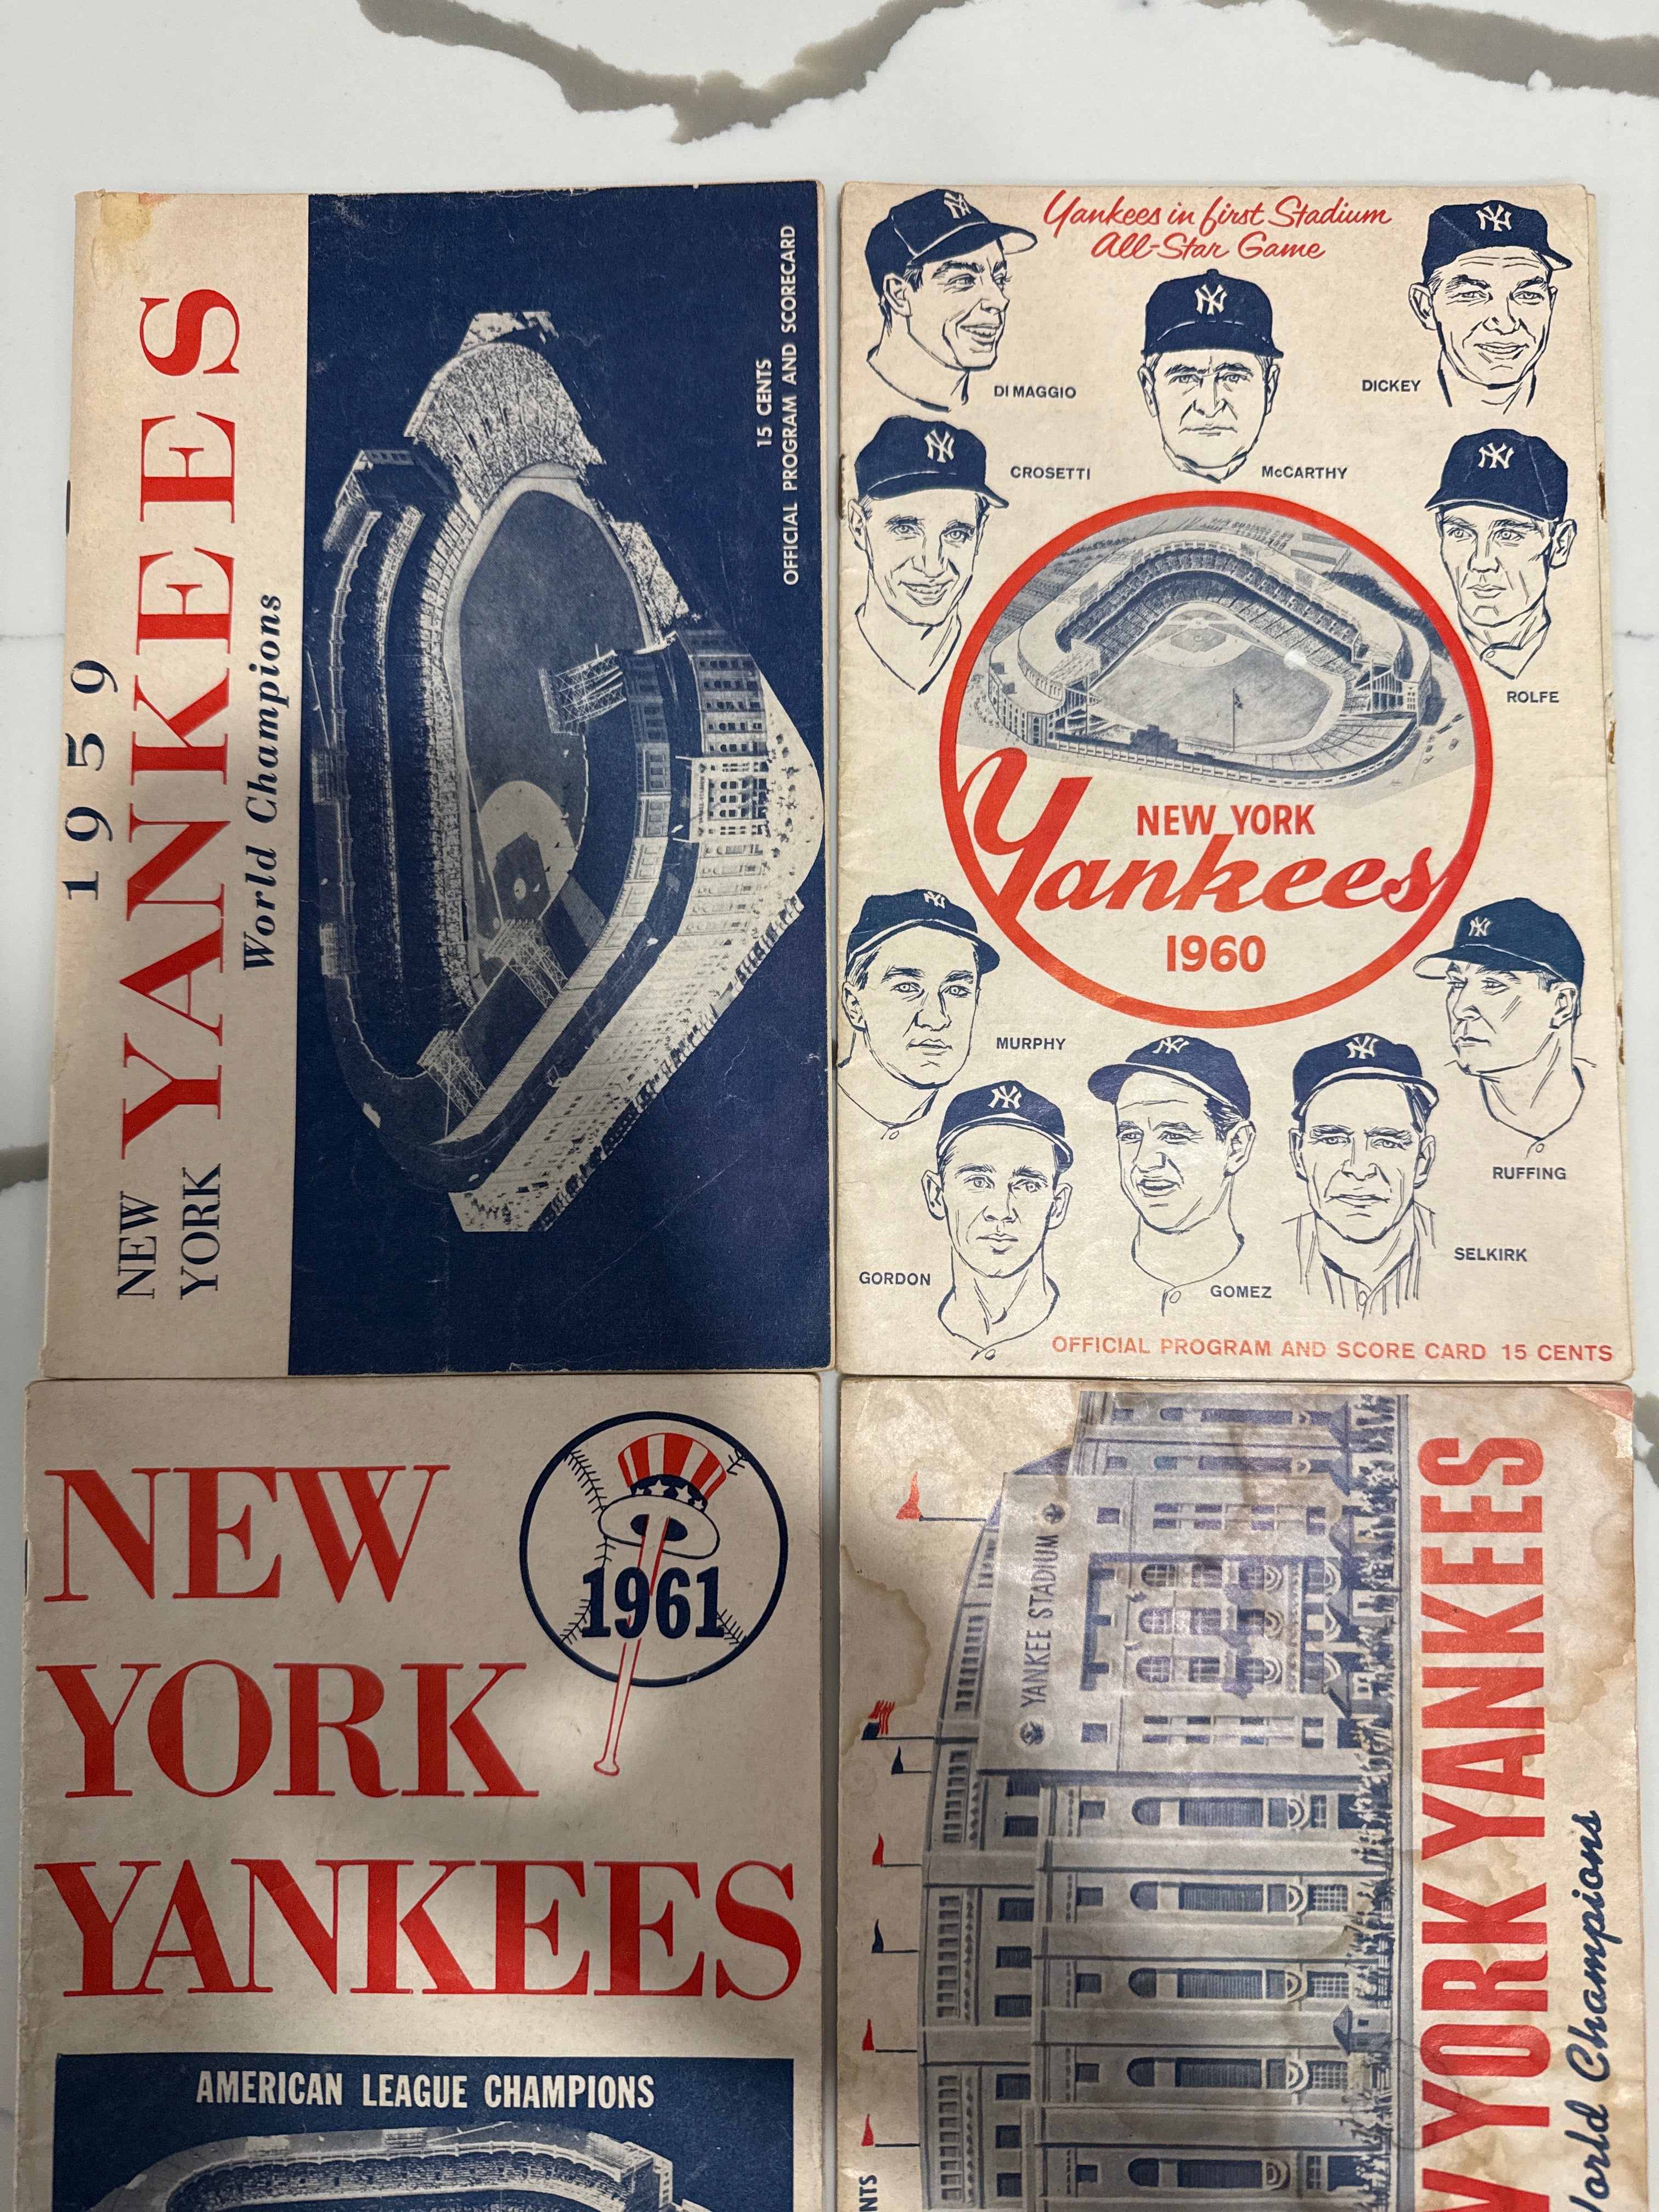 1959
NEW
YORK
YANKEES
World Champions
15 CENTS
OFFICIAL PROGRAM AND SCORECARD
Yankees in first Stadium
All-Star Game
DI MAGGIO
DICKEY
CROSETTI
McCARTHY
ROLFE
NEW YORK
Yankees
1960
MURPHY
RUFFING
SELKIRK
GORDON
GOMEZ
OFFICIAL PROGRAM AND SCORE CARD 15 CENTS
NEW
YORK
YANKEES
1961
AMERICAN LEAGUE CHAMPIONS
YANKEE STADIUM
YORK YANKEES
World Champions